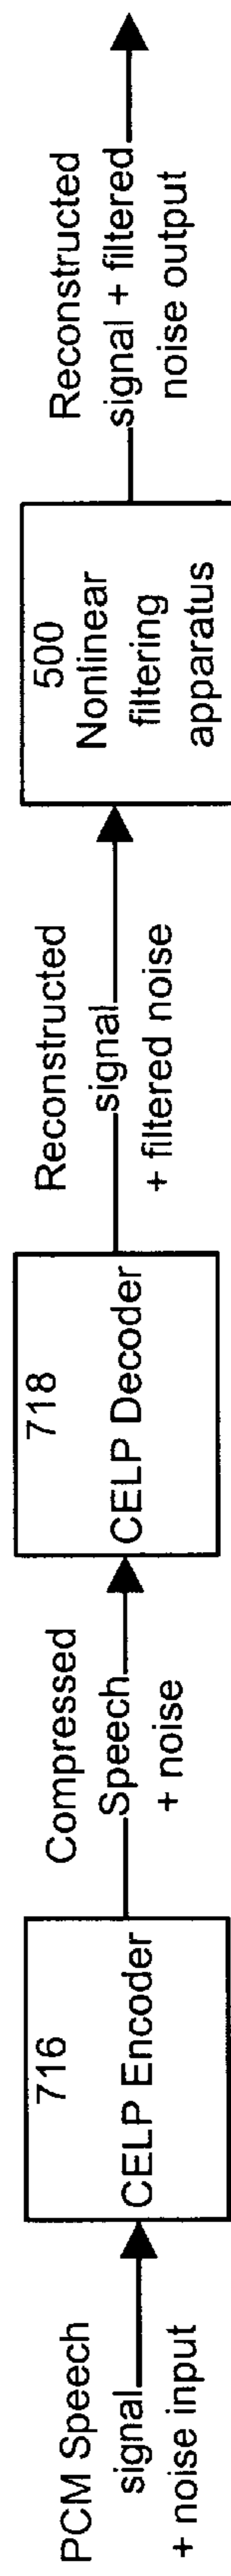 PCM Speech
signal
+ noise input
716
CELP Encoder
Compressed
Speech
+ noise
718
CELP Decoder
Reconstructed
signal
+ filtered noise
500
Nonlinear
filtering
apparatus
Reconstructed
signal + filtered
noise output